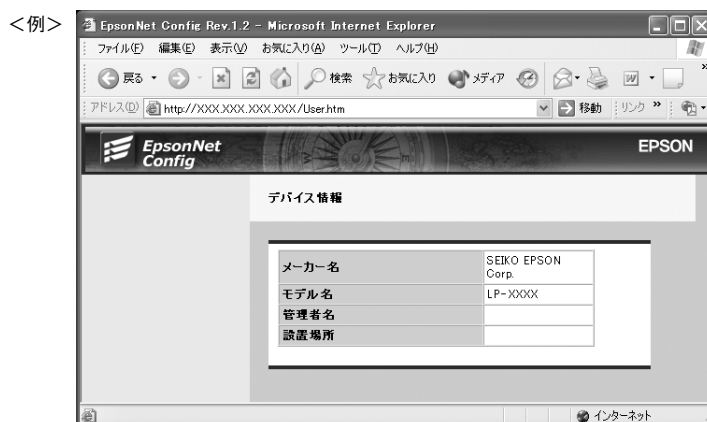 <例>
EpsonNet Config Rev.1.2 - Microsoft Internet Explorer
ファイル(F) 編集(E) 表示(V) お気に入り(A) ツール(T) ヘルプ(H)
戻る 検索 お気に入り メディア »
アドレス(D) http://XXX.XXX.XXX.XXX/User.htm 移動 リンク »
EpsonNet
Config
EPSON
デバイス情報
メーカー名 SEIKO EPSON
Corp.
モデル名 LP-XXXX
管理者名
設置場所
インターネット